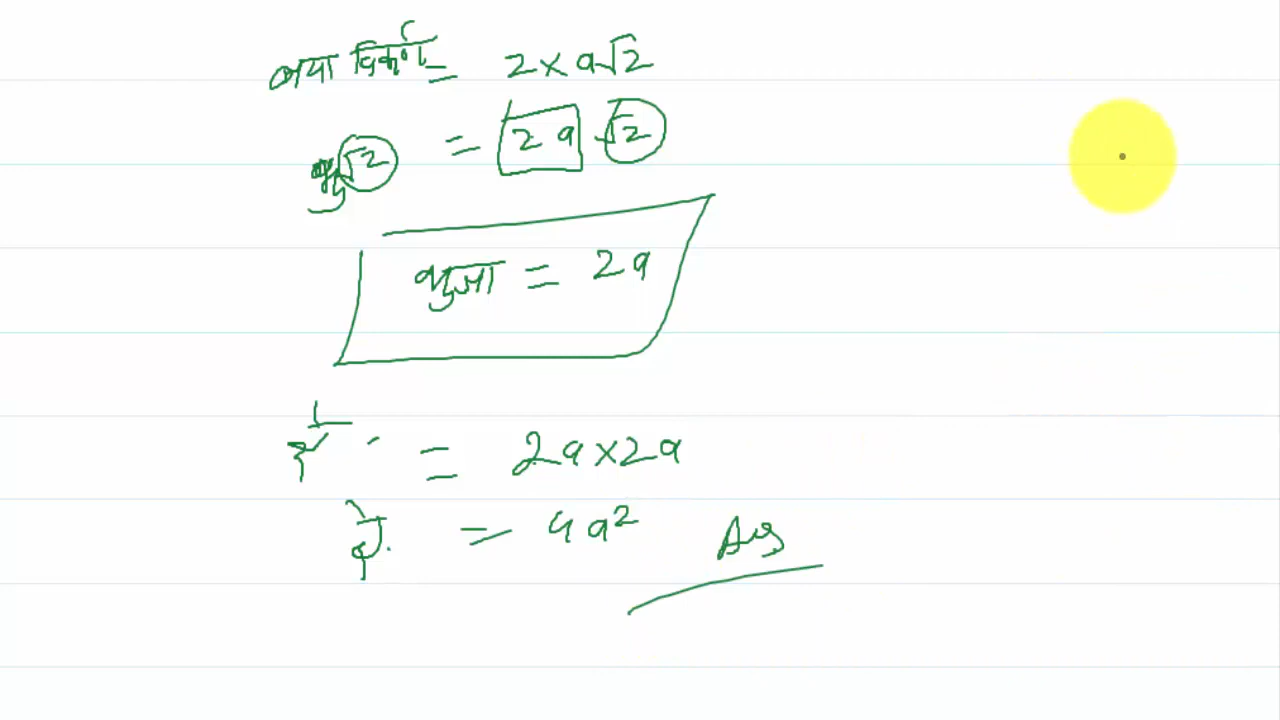 नया विकर्ण = 2 × a√2
भु√2 = 2a √2
भुजा = 2a
= 2a × 2a
= 4a² Ans